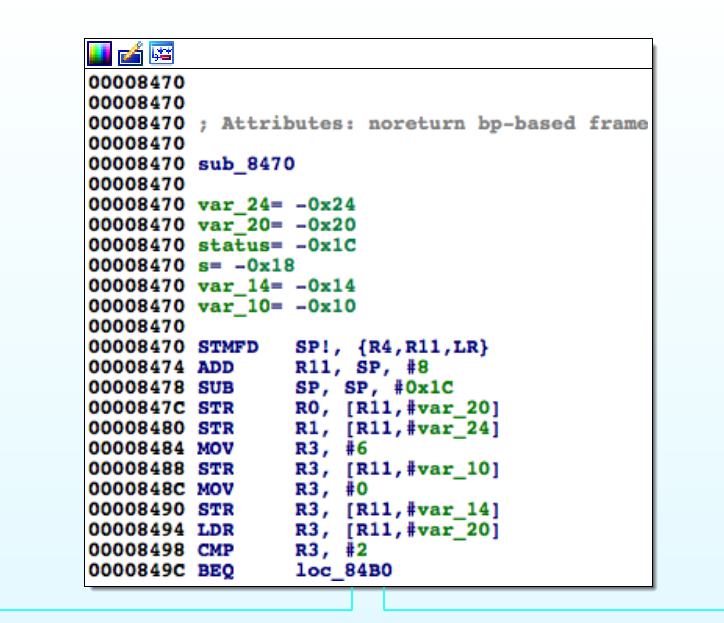 00008470
00008470
00008470 ; Attributes: noreturn bp-based frame
00008470
00008470 sub_8470
00008470
00008470 var_24= -0x24
00008470 var_20= -0x20
00008470 status= -0x1C
00008470 s= -0x18
00008470 var_14= -0x14
00008470 var_10= -0x10
00008470
00008470 STMFD SP!, {R4,R11,LR}
00008474 ADD R11, SP, #8
00008478 SUB SP, SP, #0x1C
0000847C STR R0, [R11,#var_20]
00008480 STR R1, [R11,#var_24]
00008484 MOV R3, #6
00008488 STR R3, [R11,#var_10]
0000848C MOV R3, #0
00008490 STR R3, [R11,#var_14]
00008494 LDR R3, [R11,#var_20]
00008498 CMP R3, #2
0000849C BEQ loc_84B0